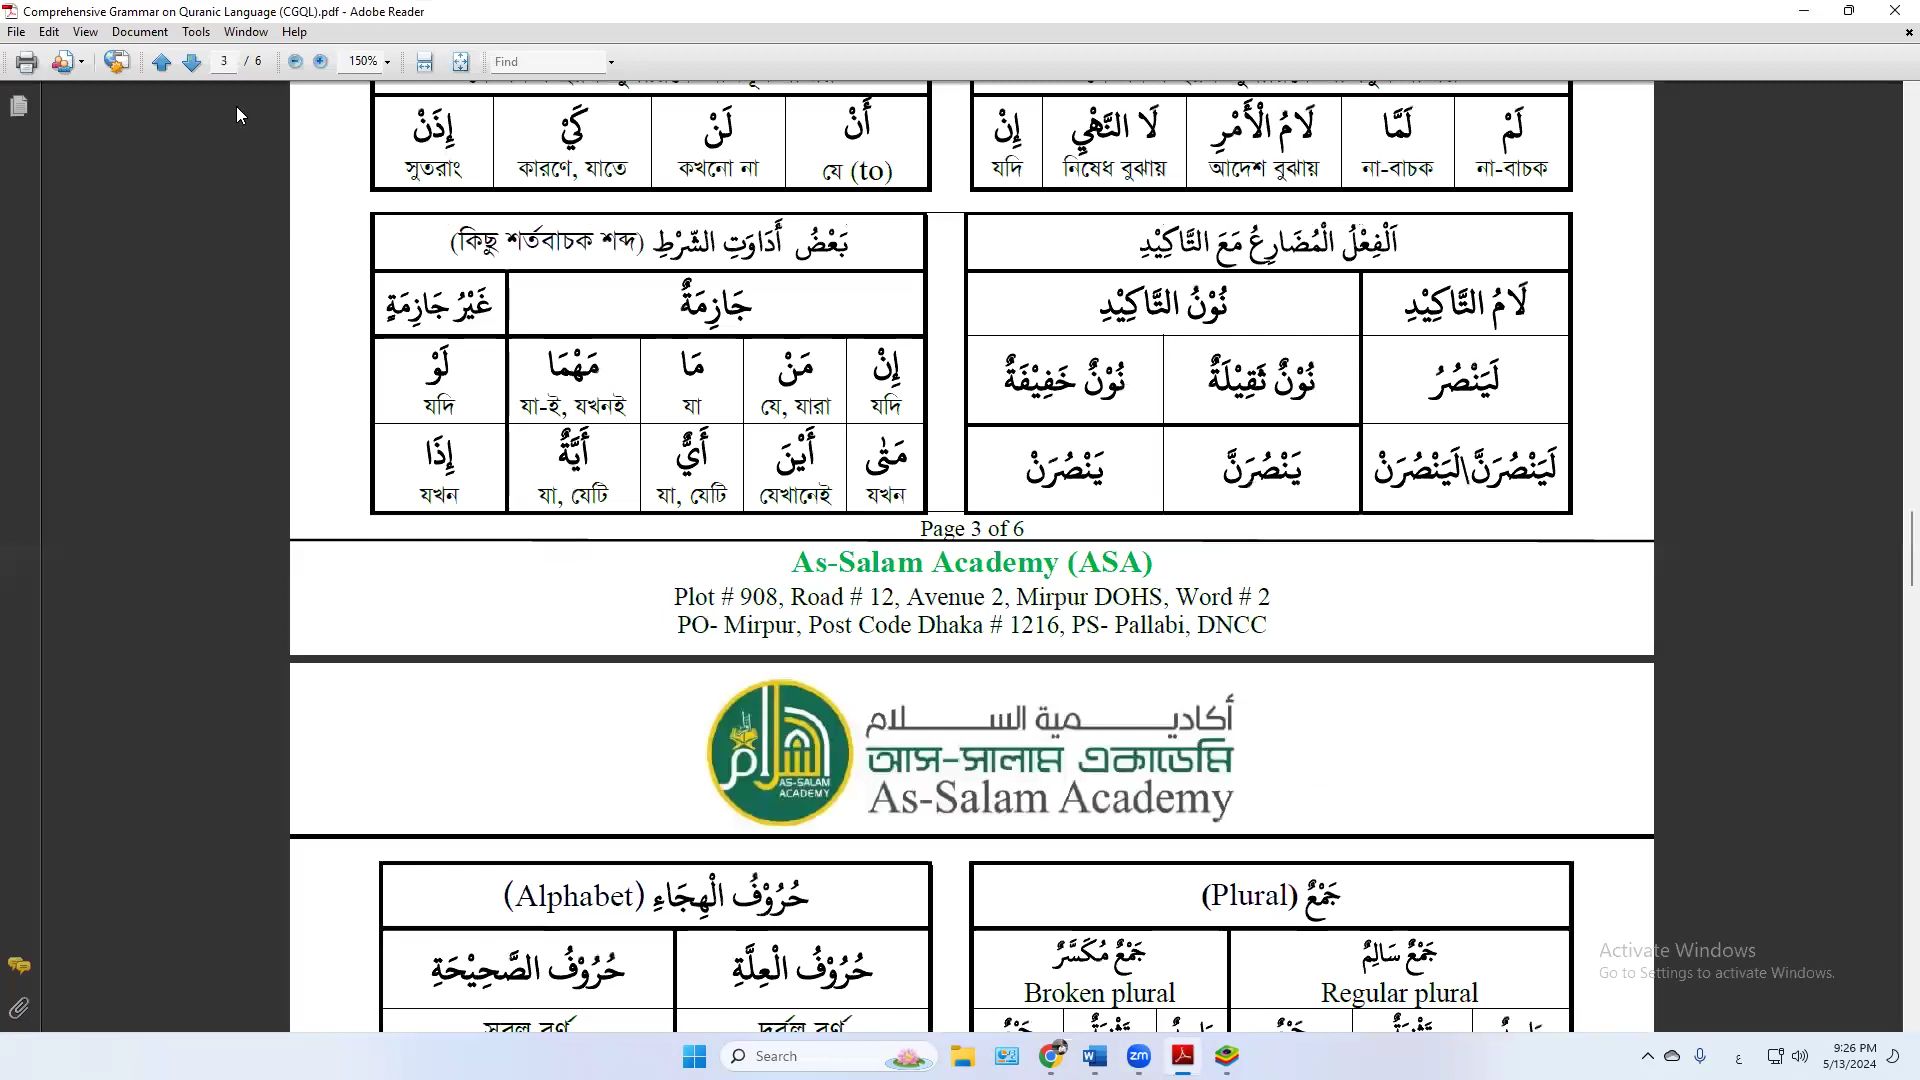 Comprehensive Grammar on Quranic Language (CGQL).pdf - Adobe Reader
File Edit View Document Tools Window Help
3 / 6 150% Find
لَمْ لَمَّا لَامُ الْأَمْرِ لَا النَّهْيِ إِنْ
না-বাচক না-বাচক আদেশ বুঝায় নিষেধ বুঝায় যদি
أَنْ لَنْ كَيْ إِذَنْ
যে (to) কখনো না কারণে, যাতে সুতরাং
اَلْفِعْلُ الْمُضَارِعُ مَعَ التَّاكِيْدِ
لَامُ التَّاكِيْدِ نُوْنُ التَّاكِيْدِ
لَيَنْصُرُ نُوْنٌ ثَقِيْلَةٌ نُوْنٌ خَفِيْفَةٌ
لَيَنْصُرَنَّ\لَيَنْصُرَنْ يَنْصُرَنَّ يَنْصُرَنْ
بَعْضُ أَدَاوَتِ الشَّرْطِ (কিছু শর্তবাচক শব্দ)
جَازِمَةٌ غَيْرُ جَازِمَةٍ
إِنْ مَنْ مَا مَهْمَا لَوْ
যদি যে, যারা যা যা-ই, যখনই যদি
مَتٰى أَيْنَ أَيٌّ أَيَّةٌ إِذَا
যখন যেখানেই যা, যেটি যা, যেটি যখন
Page 3 of 6
As-Salam Academy (ASA)
Plot # 908, Road # 12, Avenue 2, Mirpur DOHS, Word # 2
PO- Mirpur, Post Code Dhaka # 1216, PS- Pallabi, DNCC
AS-SALAM
ACADEMY
أكاديـمية الســلام
আস-সালাম একাডেমি
As-Salam Academy
جَمْعٌ (Plural)
جَمْعٌ سَالِمٌ جَمْعٌ مُكَسَّرٌ
Regular plural Broken plural
حُرُوْفُ الْهِجَاءِ (Alphabet)
حُرُوْفُ الْعِلَّةِ حُرُوْفُ الصَّحِيْحَةِ
দুর্বল বর্ণ সবল বর্ণ
Activate Windows
Go to Settings to activate Windows.
Search
ع
9:26 PM
5/13/2024